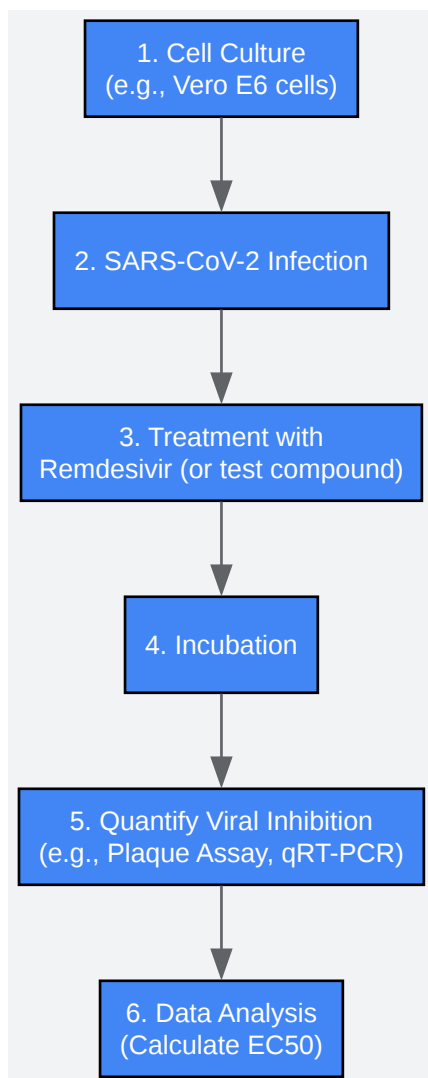 1. Cell Culture
(e.g., Vero E6 cells)
2. SARS-CoV-2 Infection
3. Treatment with
Remdesivir (or test compound)
4. Incubation
5. Quantify Viral Inhibition
(e.g., Plaque Assay, qRT-PCR)
6. Data Analysis
(Calculate EC50)